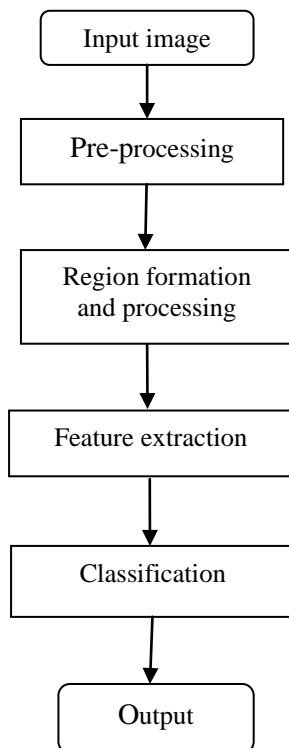 Input image
Pre-processing
Region formation
and processing
Feature extraction
Classification
Output